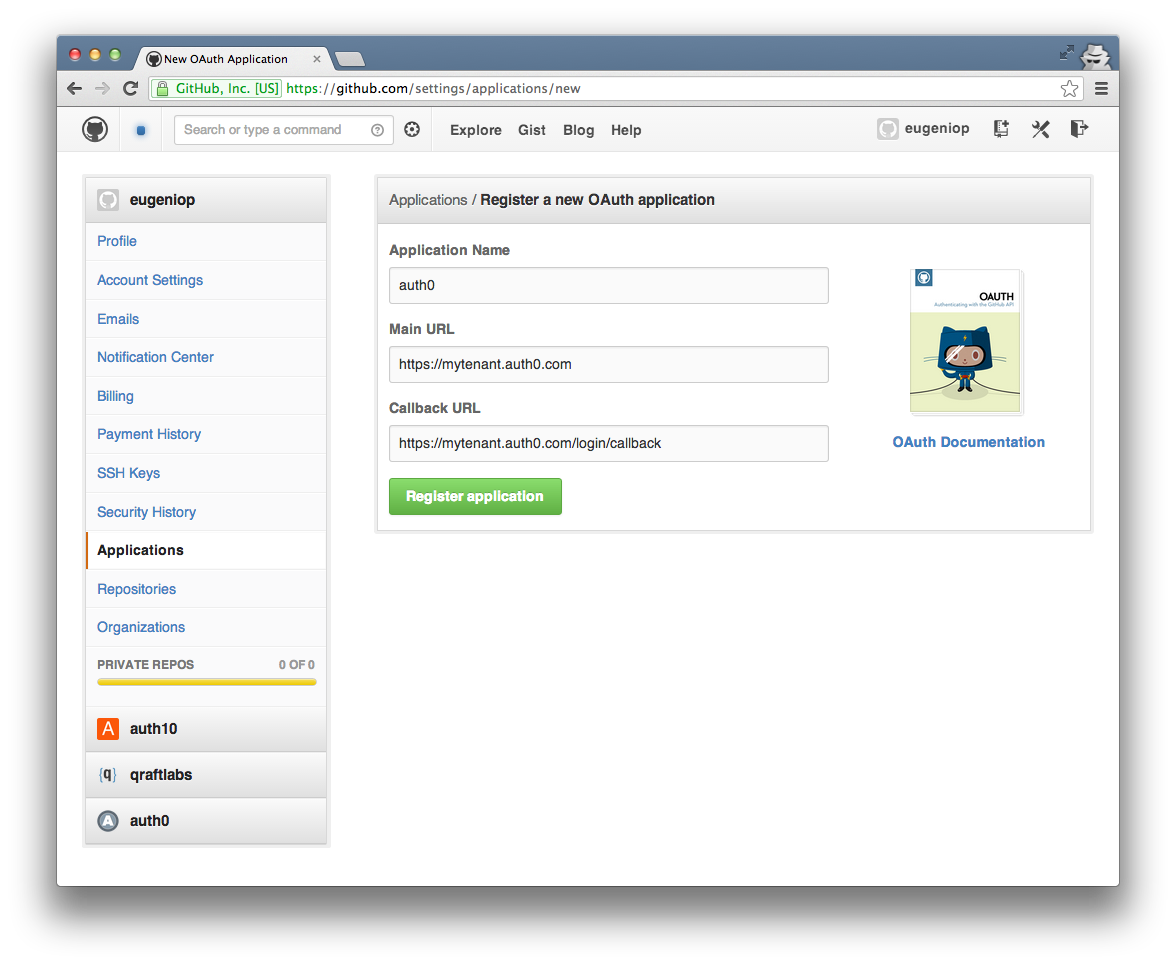 New OAuth Application
GitHub, Inc. [US] https://github.com/settings/applications/new
Search or type a command
Explore Gist Blog Help
eugeniop
eugeniop
Profile
Account Settings
Emails
Notification Center
Billing
Payment History
SSH Keys
Security History
Applications
Repositories
Organizations
PRIVATE REPOS 0 OF 0
A auth10
{q} qraftlabs
A auth0
Applications / Register a new OAuth application
Application Name
auth0
Main URL
https://mytenant.auth0.com
Callback URL
https://mytenant.auth0.com/login/callback
Register application
OAUTH
Authenticating with the GitHub API
OAuth Documentation